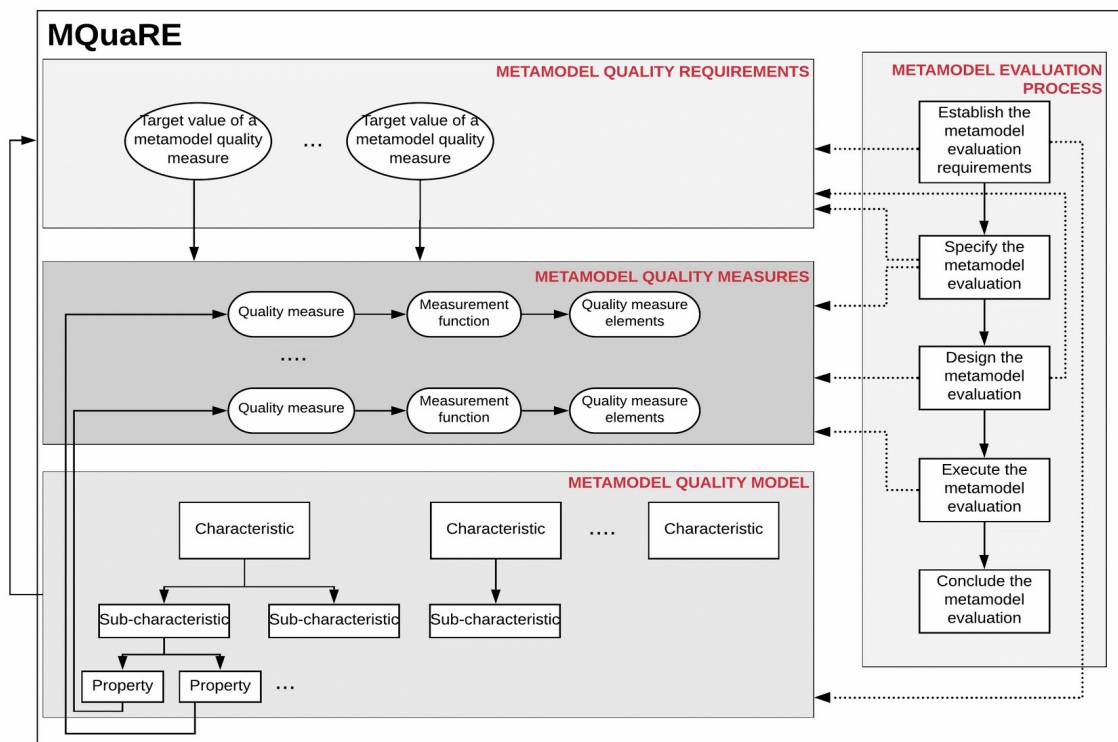 MQuaRE
METAMODEL QUALITY REQUIREMENTS
Target value of a
metamodel quality
measure
...
Target value of a
metamodel quality
measure
METAMODEL QUALITY MEASURES
Quality measure
Measurement
function
Quality measure
elements
....
Quality measure
Measurement
function
Quality measure
elements
METAMODEL QUALITY MODEL
Characteristic
Characteristic
....
Characteristic
Sub-characteristic
Sub-characteristic
Sub-characteristic
Property
Property
...
METAMODEL EVALUATION
PROCESS
Establish the
metamodel
evaluation
requirements
Specify the
metamodel
evaluation
Design the
metamodel
evaluation
Execute the
metamodel
evaluation
Conclude the
metamodel
evaluation